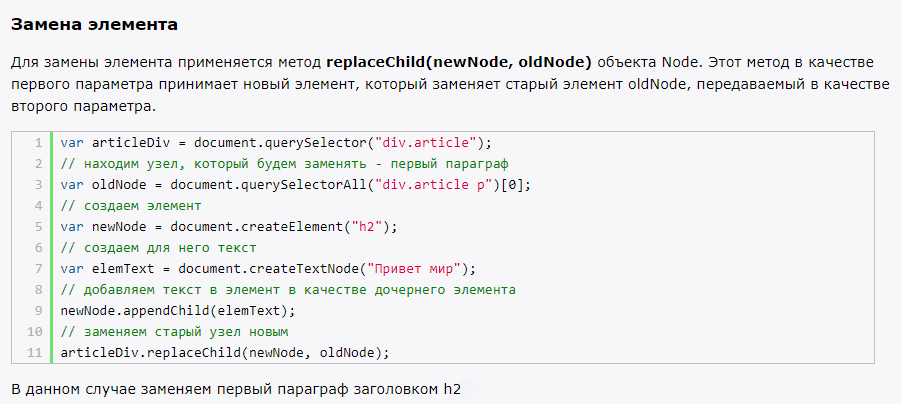 Замена элемента
Для замены элемента применяется метод replaceChild(newNode, oldNode) объекта Node. Этот метод в качестве
первого параметра принимает новый элемент, который заменяет старый элемент oldNode, передаваемый в качестве
второго параметра.
1 var articleDiv = document.querySelector("div.article");
2 // находим узел, который будем заменять - первый параграф
3 var oldNode = document.querySelectorAll("div.article p")[0];
4 // создаем элемент
5 var newNode = document.createElement("h2");
6 // создаем для него текст
7 var elemText = document.createTextNode("Привет мир");
8 // добавляем текст в элемент в качестве дочернего элемента
9 newNode.appendChild(elemText);
10 // заменяем старый узел новым
11 articleDiv.replaceChild(newNode, oldNode);
В данном случае заменяем первый параграф заголовком h2